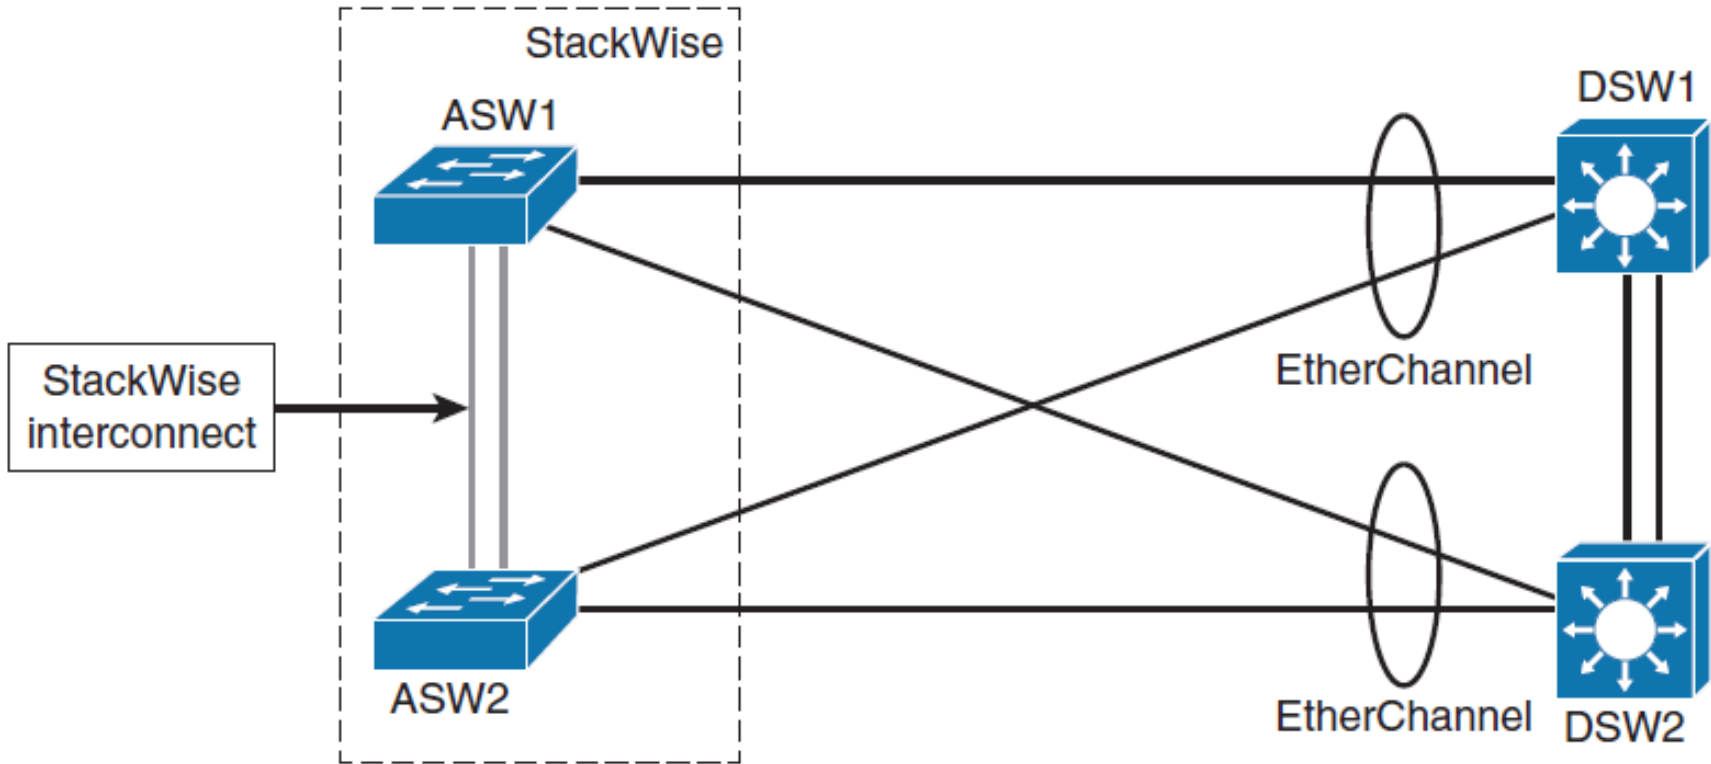 StackWise
ASW1
DSW1
StackWise
interconnect
EtherChannel
ASW2
EtherChannel
DSW2